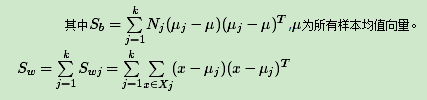 其中$S_b = \sum_{j=1}^{k} N_j(\mu_j - \mu)(\mu_j - \mu)^T$,$\mu$为所有样本均值向量。
$S_w = \sum_{j=1}^{k} S_{wj} = \sum_{j=1}^{k} \sum_{x \in X_j} (x - \mu_j)(x - \mu_j)^T$